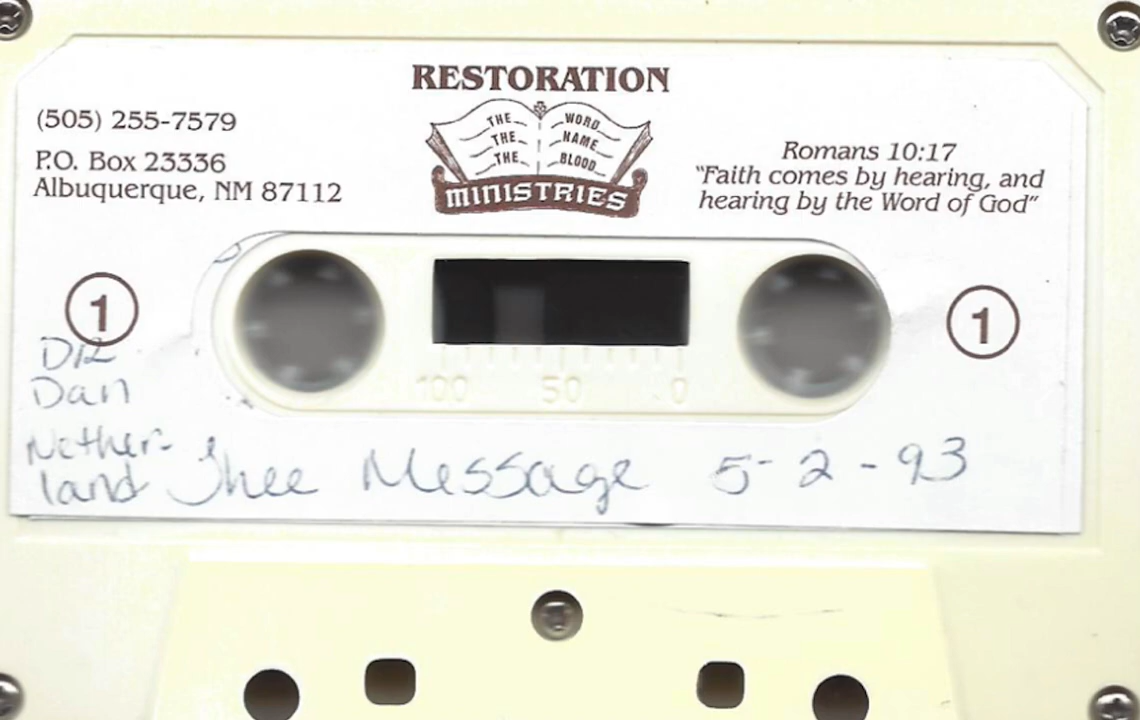 RESTORATION
THE WORD
THE NAME
THE BLOOD
MINISTRIES
(505) 255-7579
P.O. Box 23336
Albuquerque, NM 87112
Romans 10:17
"Faith comes by hearing, and
hearing by the Word of God"
1
1
DR
Dan
Nether-
land
Thee Message 5-2-93
100 50 0